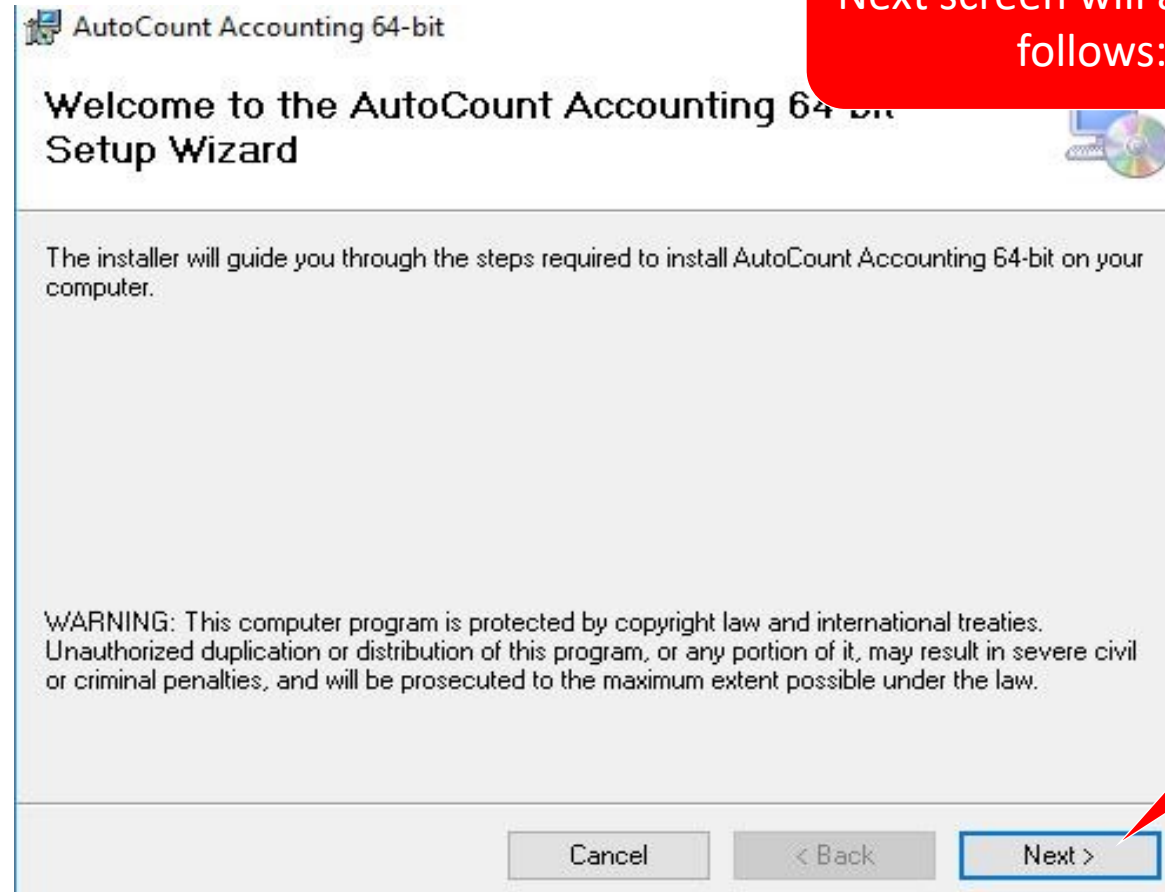 Next screen will a
follows:
AutoCount Accounting 64-bit
Welcome to the AutoCount Accounting 64-bit
Setup Wizard
The installer will guide you through the steps required to install AutoCount Accounting 64-bit on your
computer.
WARNING: This computer program is protected by copyright law and international treaties.
Unauthorized duplication or distribution of this program, or any portion of it, may result in severe civil
or criminal penalties, and will be prosecuted to the maximum extent possible under the law.
Cancel
< Back
Next >